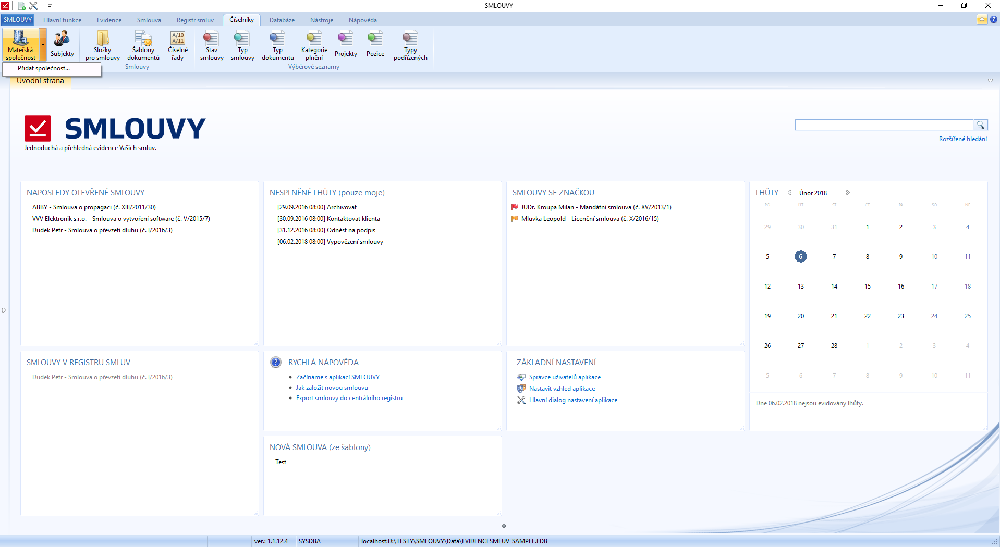 SMLOUVY
SMLOUVY Hlavní funkce Evidence Smlouva Registr smluv Číselníky Databáze Nástroje Nápověda
Mateřská společnost
Subjekty
Složky pro smlouvy
Šablony dokumentů
A/10
A/11
Číselné řady
Stav smlouvy
Typ smlouvy
Typ dokumentu
Kategorie plnění
Projekty
Pozice
Typy podřízených
Smlouvy
Výběrové seznamy
Přidat společnost...
Úvodní strana
SMLOUVY
Jednoduchá a přehledná evidence Vašich smluv.
Rozšířené hledání
NAPOSLEDY OTEVŘENÉ SMLOUVY
ABBY - Smlouva o propagaci (č. XIII/2011/30)
VVV Elektronik s.r.o. - Smlouva o vytvoření software (č. V/2015/7)
Dudek Petr - Smlouva o převzetí dluhu (č. I/2016/3)
NESPLNĚNÉ LHŮTY (pouze moje)
[29.09.2016 08:00] Archivovat
[30.09.2016 08:00] Kontaktovat klienta
[31.12.2016 08:00] Odnést na podpis
[06.02.2018 08:00] Vypovězení smlouvy
SMLOUVY SE ZNAČKOU
JUDr. Kroupa Milan - Mandátní smlouva (č. XV/2013/1)
Mluvka Leopold - Licenční smlouva (č. X/2016/15)
LHŮTY Únor 2018
PO ÚT ST ČT PÁ SO NE
29 30 31 1 2 3 4
5 6 7 8 9 10 11
12 13 14 15 16 17 18
19 20 21 22 23 24 25
26 27 28 1 2 3 4
5 6 7 8 9 10 11
Dne 06.02.2018 nejsou evidovány lhůty.
SMLOUVY V REGISTRU SMLUV
Dudek Petr - Smlouva o převzetí dluhu (č. I/2016/3)
RYCHLÁ NÁPOVĚDA
Začínáme s aplikací SMLOUVY
Jak založit novou smlouvu
Export smlouvy do centrálního registru
ZÁKLADNÍ NASTAVENÍ
Správce uživatelů aplikace
Nastavit vzhled aplikace
Hlavní dialog nastavení aplikace
NOVÁ SMLOUVA (ze šablony)
Test
ver.: 1.1.12.4 SYSDBA localhost:D:\TESTY\SMLOUVY\Data\EVIDENCESMLUV_SAMPLE.FDB